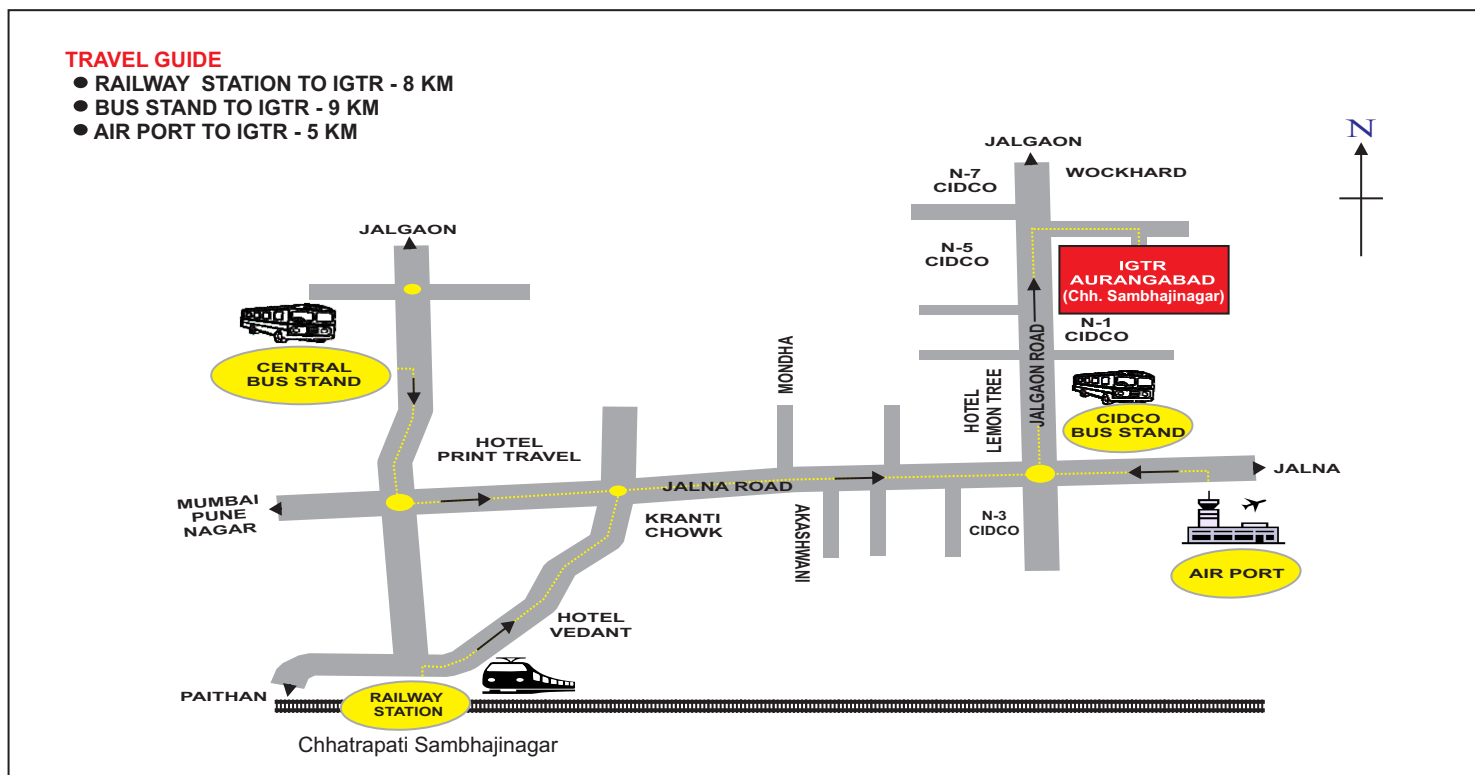 TRAVEL GUIDE
● RAILWAY STATION TO IGTR - 8 KM
● BUS STAND TO IGTR - 9 KM
● AIR PORT TO IGTR - 5 KM
N
JALGAON
WOCKHARD
N-7
CIDCO
JALGAON
N-5
CIDCO
IGTR
AURANGABAD
(Chh. Sambhajinagar)
N-1
CIDCO
CENTRAL
BUS STAND
MONDHA
HOTEL
LEMON TREE
JALGAON ROAD
CIDCO
BUS STAND
HOTEL
PRINT TRAVEL
JALNA
JALNA ROAD
MUMBAI
PUNE
NAGAR
KRANTI
CHOWK
AKASHWANI
N-3
CIDCO
AIR PORT
HOTEL
VEDANT
PAITHAN
RAILWAY
STATION
Chhatrapati Sambhajinagar